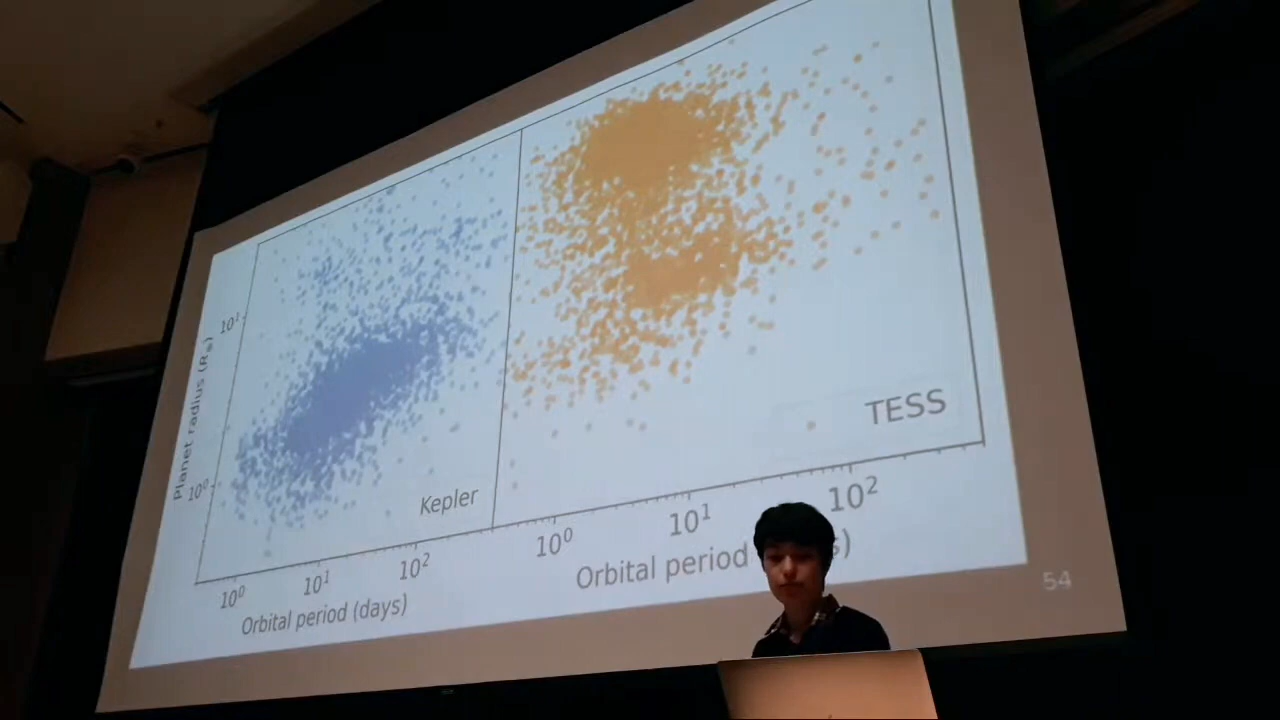 Planet radius (R⊕)
10¹
10⁰
Kepler
10⁰ 10¹ 10²
Orbital period (days)
TESS
10⁰ 10¹ 10²
Orbital period s)
54